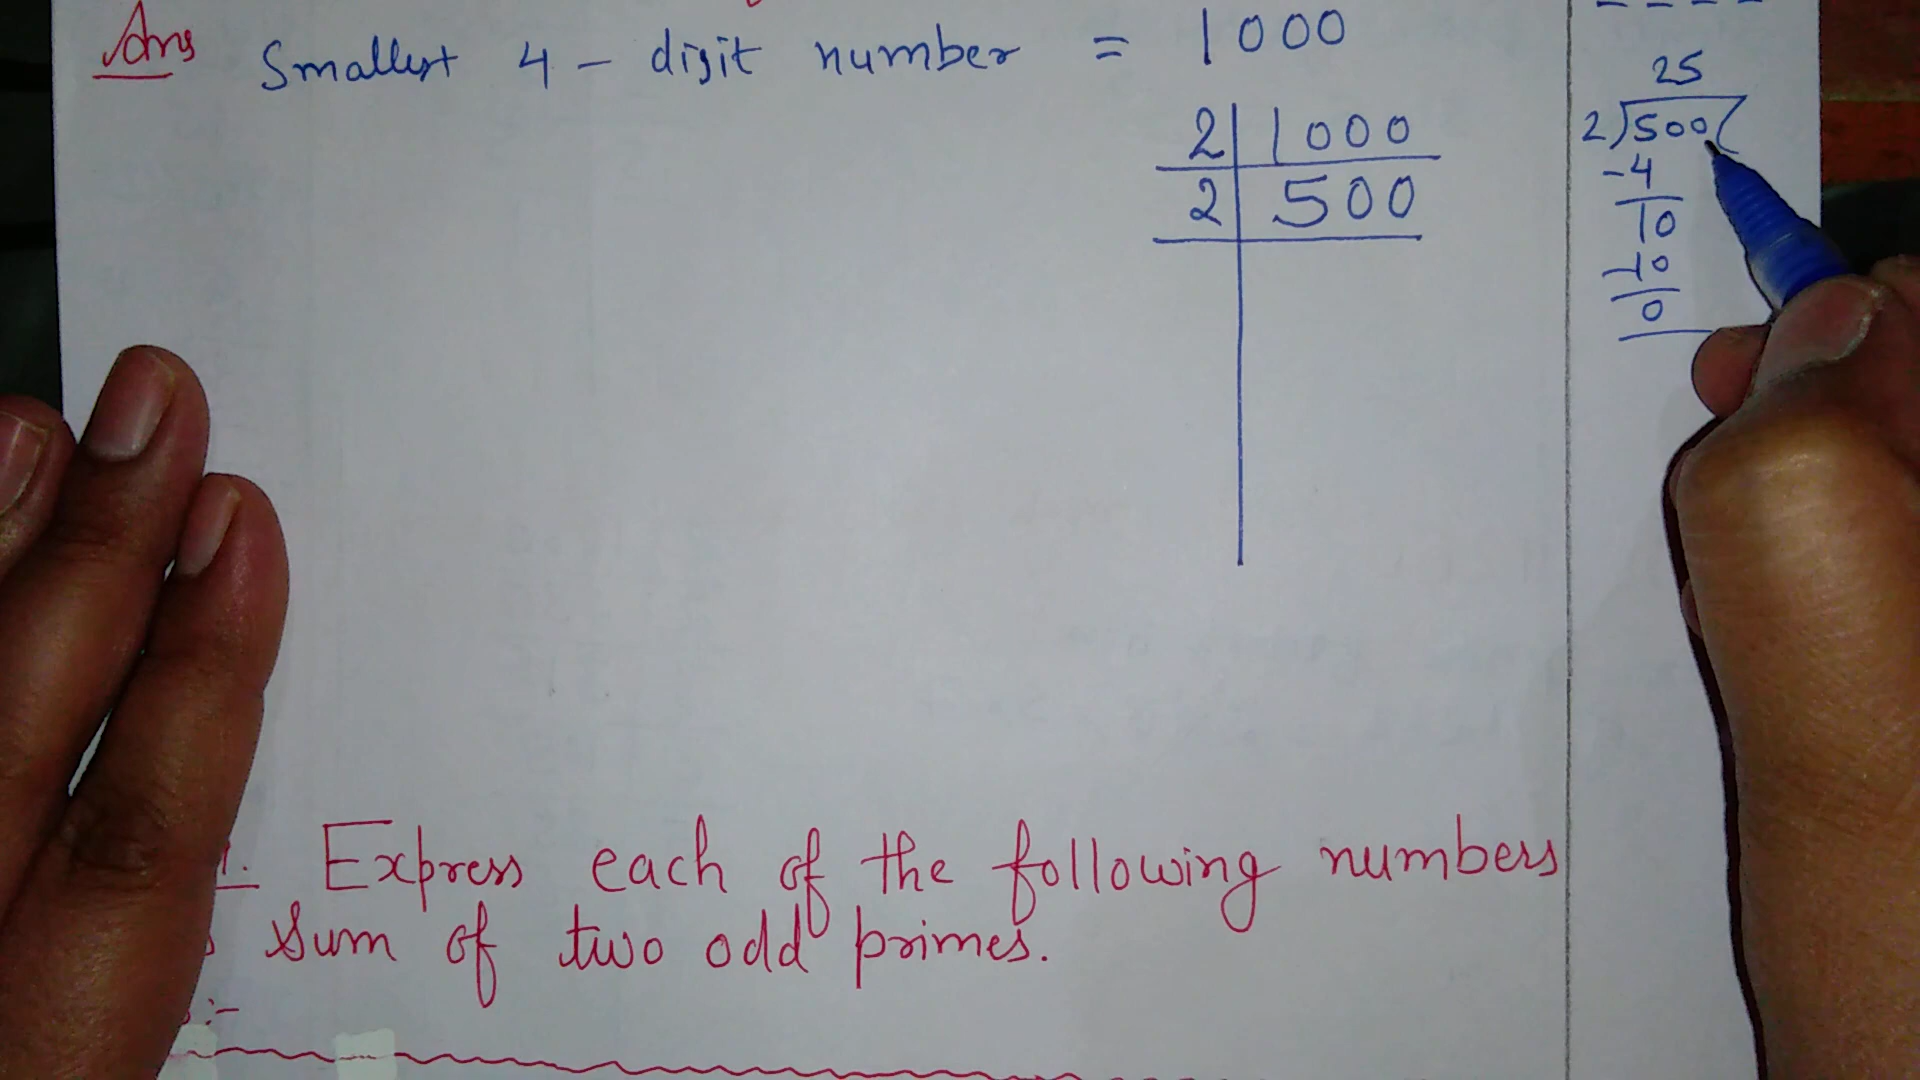 Ans Smallest 4 - digit number = 1000
2 | 1000
2 | 500
25
2)500(
-4
10
-10
0
1. Express each of the following numbers
s sum of two odd primes.
s :-